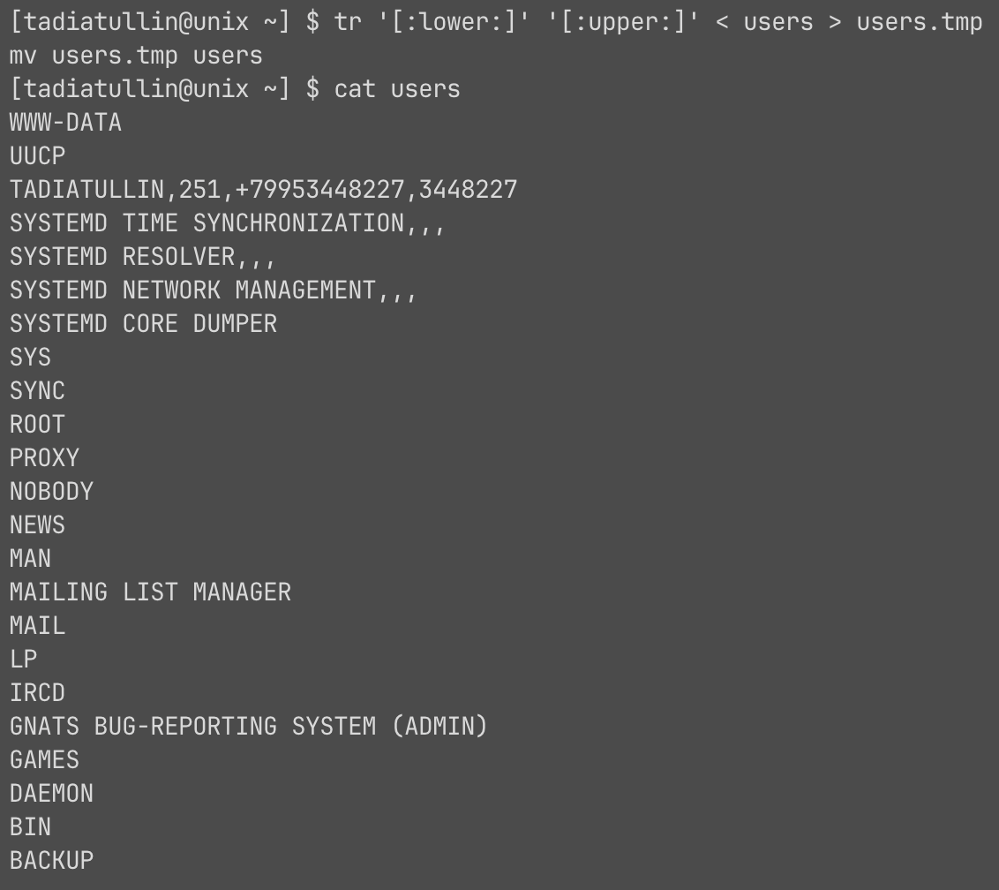 [tadiatullin@unix ~] $ tr '[:lower:]' '[:upper:]' < users > users.tmp
mv users.tmp users
[tadiatullin@unix ~] $ cat users
WWW-DATA
UUCP
TADIATULLIN,251,+79953448227,3448227
SYSTEMD TIME SYNCHRONIZATION,,,
SYSTEMD RESOLVER,,,
SYSTEMD NETWORK MANAGEMENT,,,
SYSTEMD CORE DUMPER
SYS
SYNC
ROOT
PROXY
NOBODY
NEWS
MAN
MAILING LIST MANAGER
MAIL
LP
IRCD
GNATS BUG-REPORTING SYSTEM (ADMIN)
GAMES
DAEMON
BIN
BACKUP